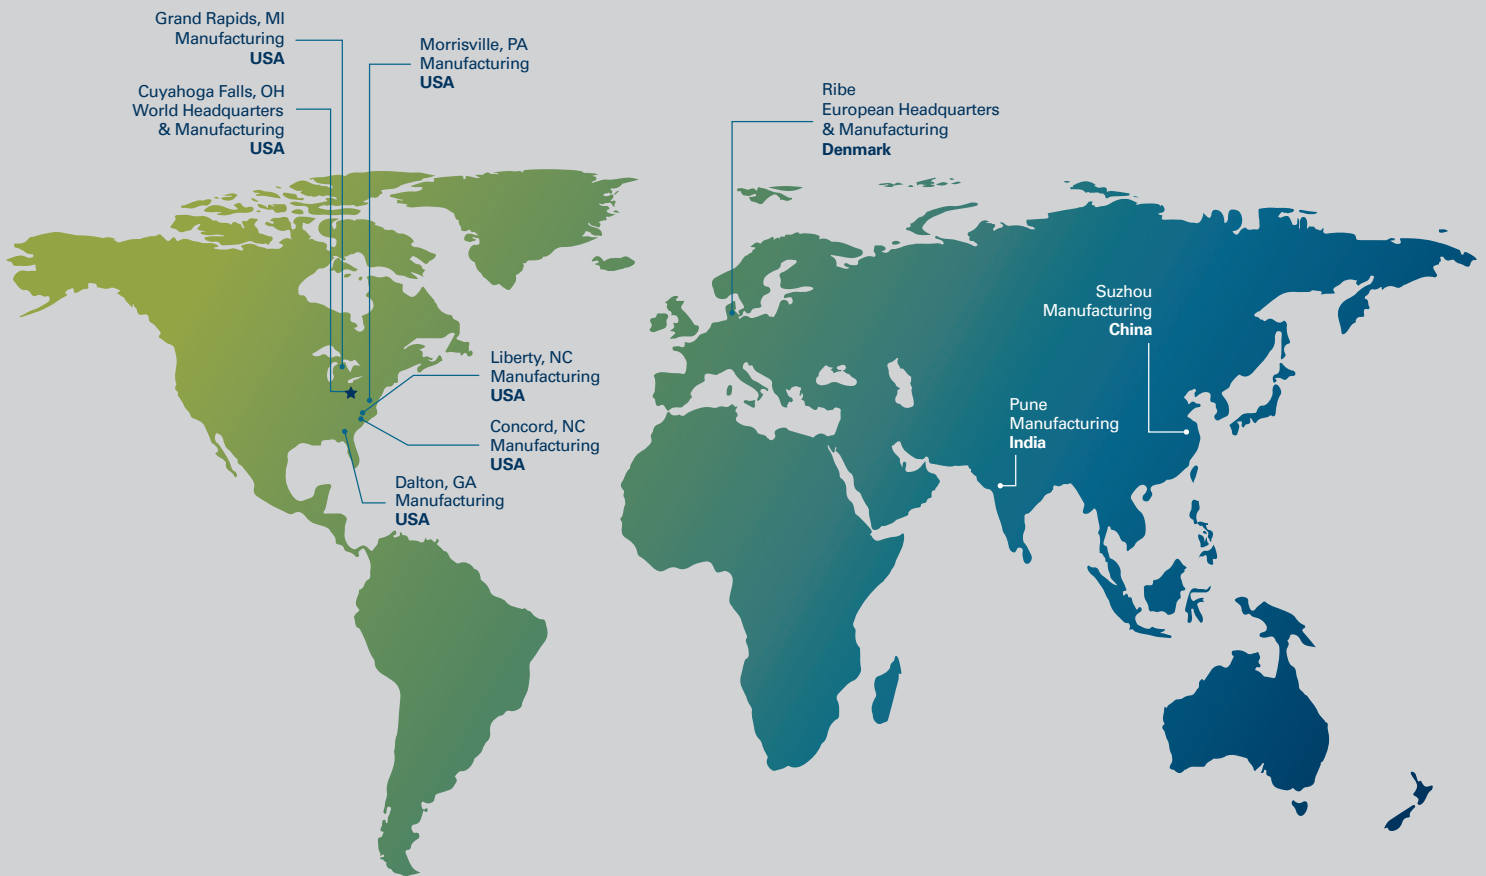 Grand Rapids, MI
Manufacturing
USA
Morrisville, PA
Manufacturing
USA
Cuyahoga Falls, OH
World Headquarters
& Manufacturing
USA
Ribe
European Headquarters
& Manufacturing
Denmark
Suzhou
Manufacturing
China
Liberty, NC
Manufacturing
USA
Pune
Manufacturing
India
Concord, NC
Manufacturing
USA
Dalton, GA
Manufacturing
USA